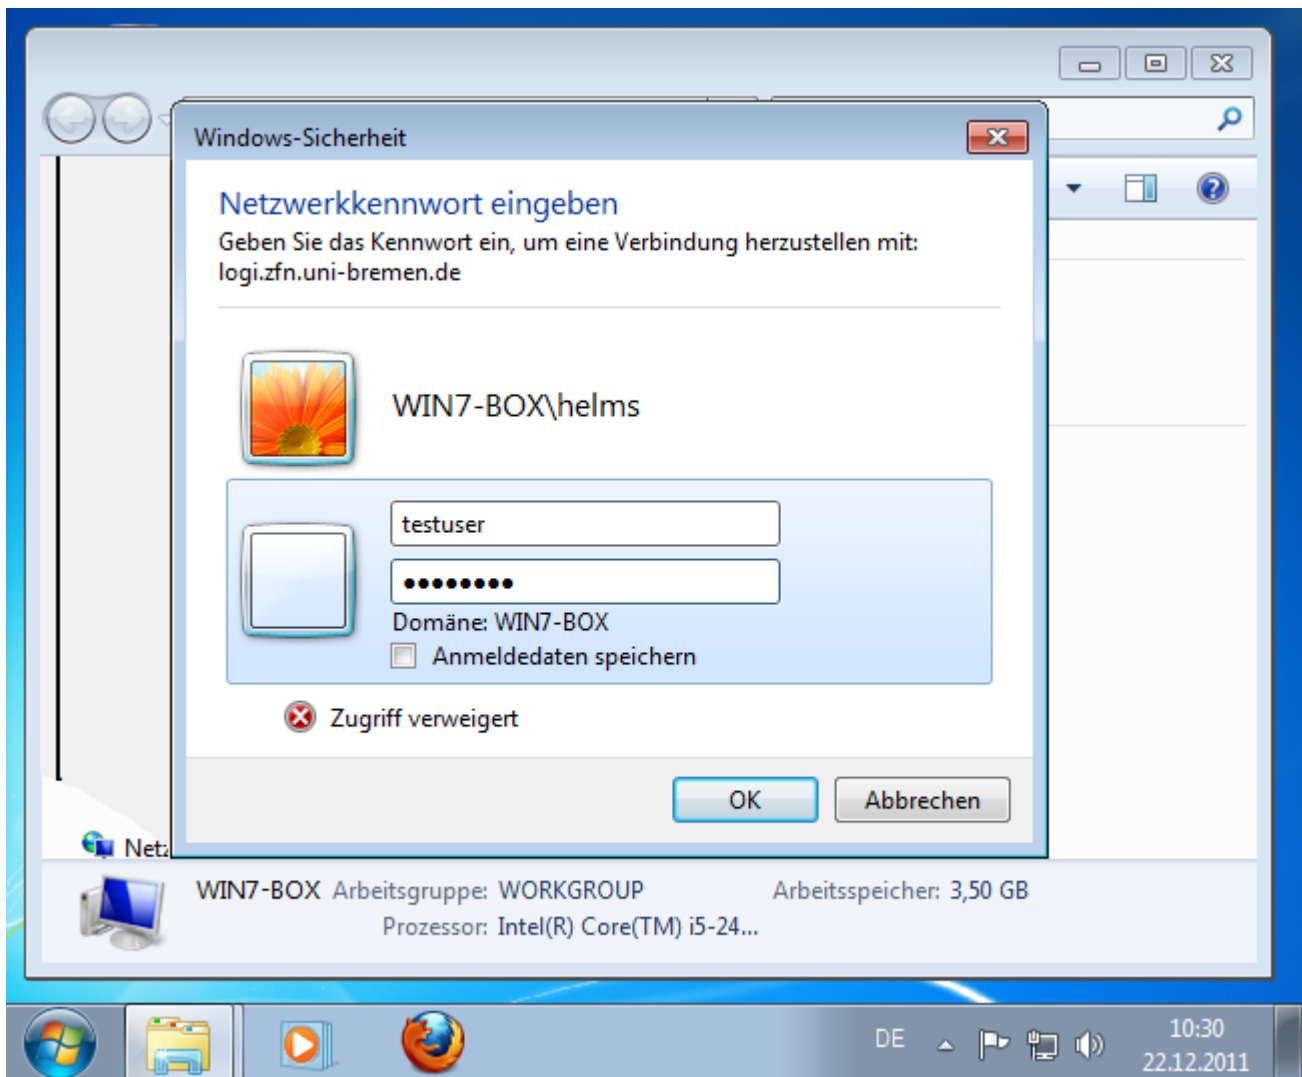 Windows-Sicherheit
Netzwerkkennwort eingeben
Geben Sie das Kennwort ein, um eine Verbindung herzustellen mit:
logi.zfn.uni-bremen.de
WIN7-BOX\helms
testuser
●●●●●●●●
Domäne: WIN7-BOX
Anmeldedaten speichern
Zugriff verweigert
OK Abbrechen
WIN7-BOX Arbeitsgruppe: WORKGROUP Arbeitsspeicher: 3,50 GB
Prozessor: Intel(R) Core(TM) i5-24...
DE 10:30
22.12.2011